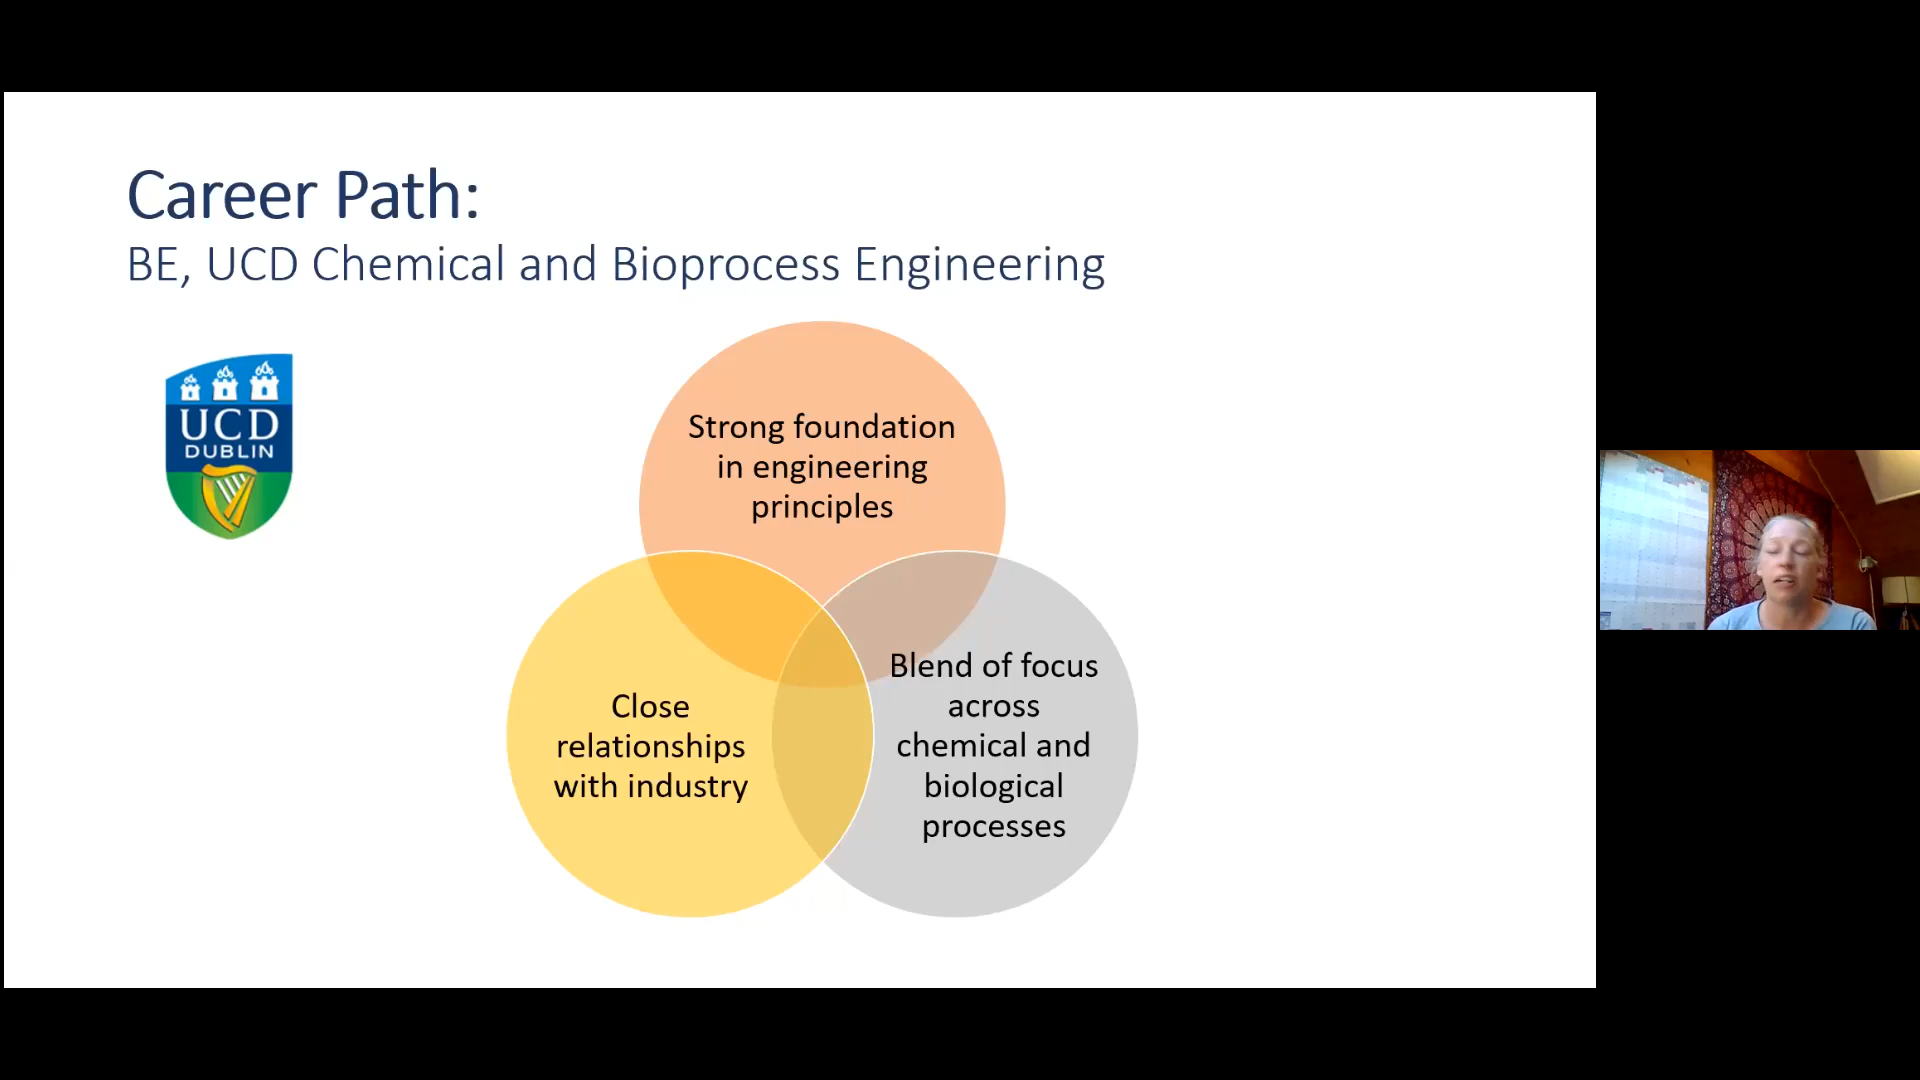 Career Path:
BE, UCD Chemical and Bioprocess Engineering
UCD
DUBLIN
Strong foundation
in engineering
principles
Close
relationships
with industry
Blend of focus
across
chemical and
biological
processes